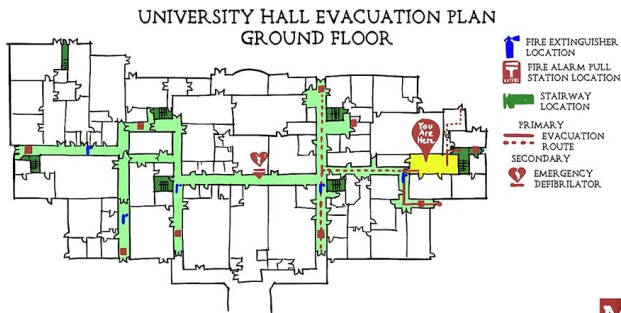 UNIVERSITY HALL EVACUATION PLAN
GROUND FLOOR
You
Are
Here
FIRE EXTINGUISHER
LOCATION
FIRE ALARM PULL
STATION LOCATION
STAIRWAY
LOCATION
PRIMARY
EVACUATION
ROUTE
SECONDARY
EMERGENCY
DEFIBRILATOR